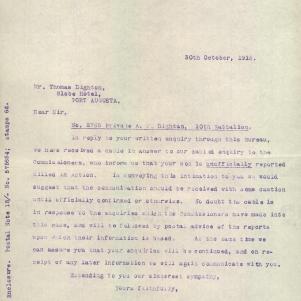 30th October, 1918.
Mr. Thomas Dighton,
Globe Hotel,
PORT AUGUSTA.
Dear Sir,
Private A. Dighton, 10th Battalion.
In reply to your written enquiry through this Bureau,
we have received a cable in answer to our cabled enquiry to the
Commissioners, who inform us that your son is unofficially reported
Killed in Action. In conveying this intimation to you we would
suggest that the communication should be received with some caution
until officially confirmed or otherwise. No doubt the cable is
in response to the enquiries which the Commissioners have made into
this case, and will be followed by postal advice of the reports
upon which their information is based. At the same time we
can assure you that your enquiries will be continued, and on re-
ceipt of any later information we will again communicate with you.
Extending to you our sincerest sympathy,
Yours faithfully,
Enclosure. Postal Note 1/- No. stamps 6d.